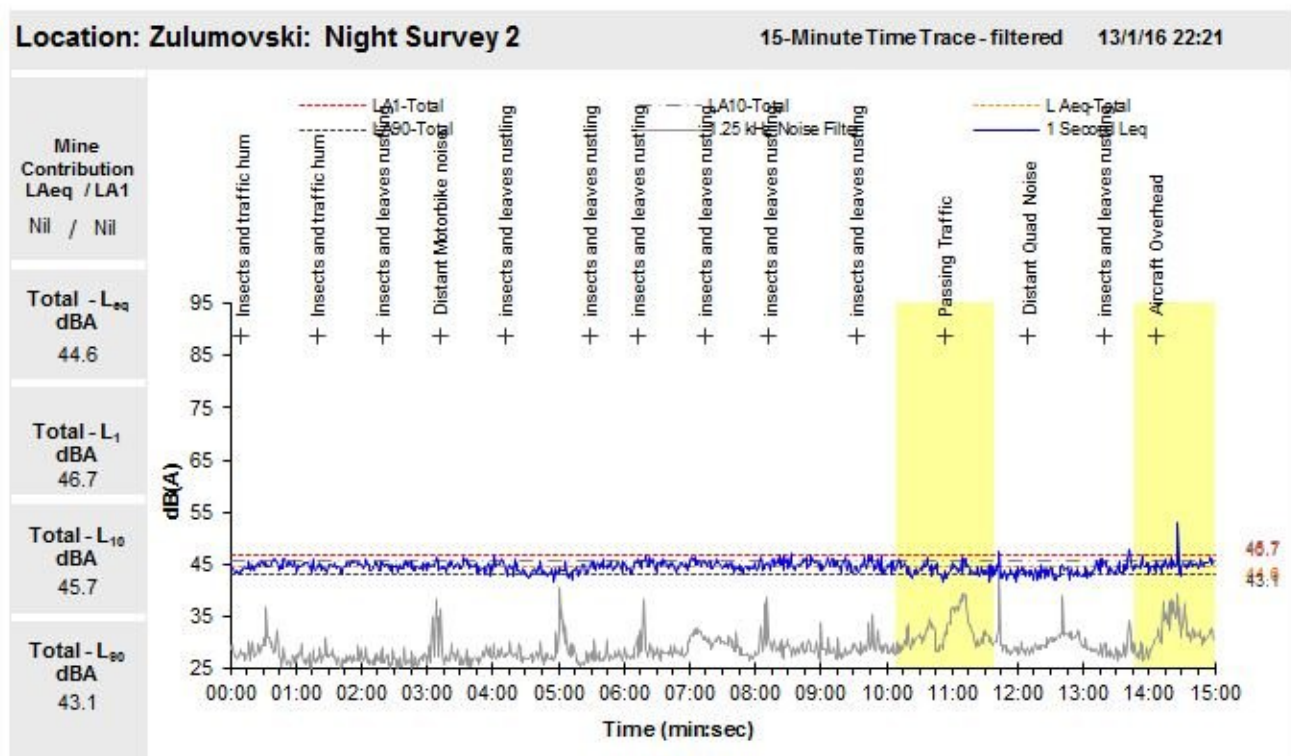 Location: Zulumovski: Night Survey 2
15-Minute Time Trace - filtered
13/1/16 22:21
Mine
Contribution
LAeq / LA1
Nil / Nil
Total - Leq
dBA
44.6
Total - L1
dBA
46.7
Total - L10
dBA
45.7
Total - L90
dBA
43.1
LA1-Total
LA10-Total
L Aeq-Total
LA90-Total
1.25 kHz Noise Filter
1 Second Leq
Insects and traffic hum
Insects and traffic hum
insects and leaves rustling
Distant Motorbike noise
insects and leaves rustling
insects and leaves rustling
insects and leaves rustling
insects and leaves rustling
insects and leaves rustling
insects and leaves rustling
Passing Traffic
Distant Quad Noise
insects and leaves rustling
Aircraft Overhead
dB(A)
95
85
75
65
55
45
35
25
46.7
44.6
43.1
00:00 01:00 02:00 03:00 04:00 05:00 06:00 07:00 08:00 09:00 10:00 11:00 12:00 13:00 14:00 15:00
Time (min:sec)